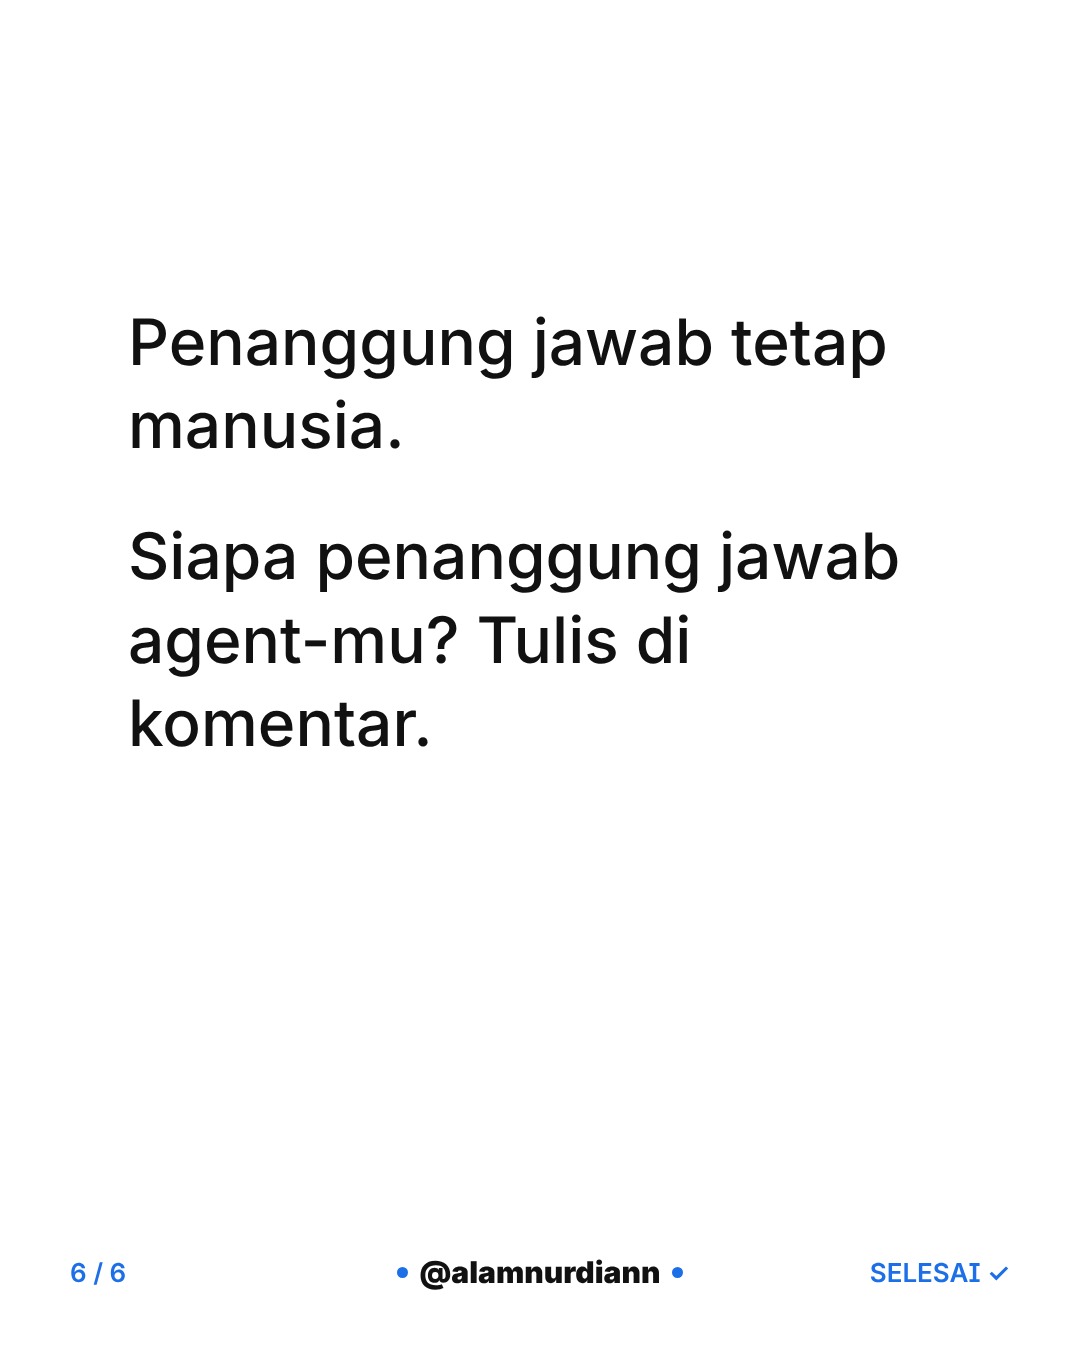 Penanggung jawab tetap
manusia.
Siapa penanggung jawab
agent-mu? Tulis di
komentar.
6 / 6
• @alamnurdiann •
SELESAI ✓